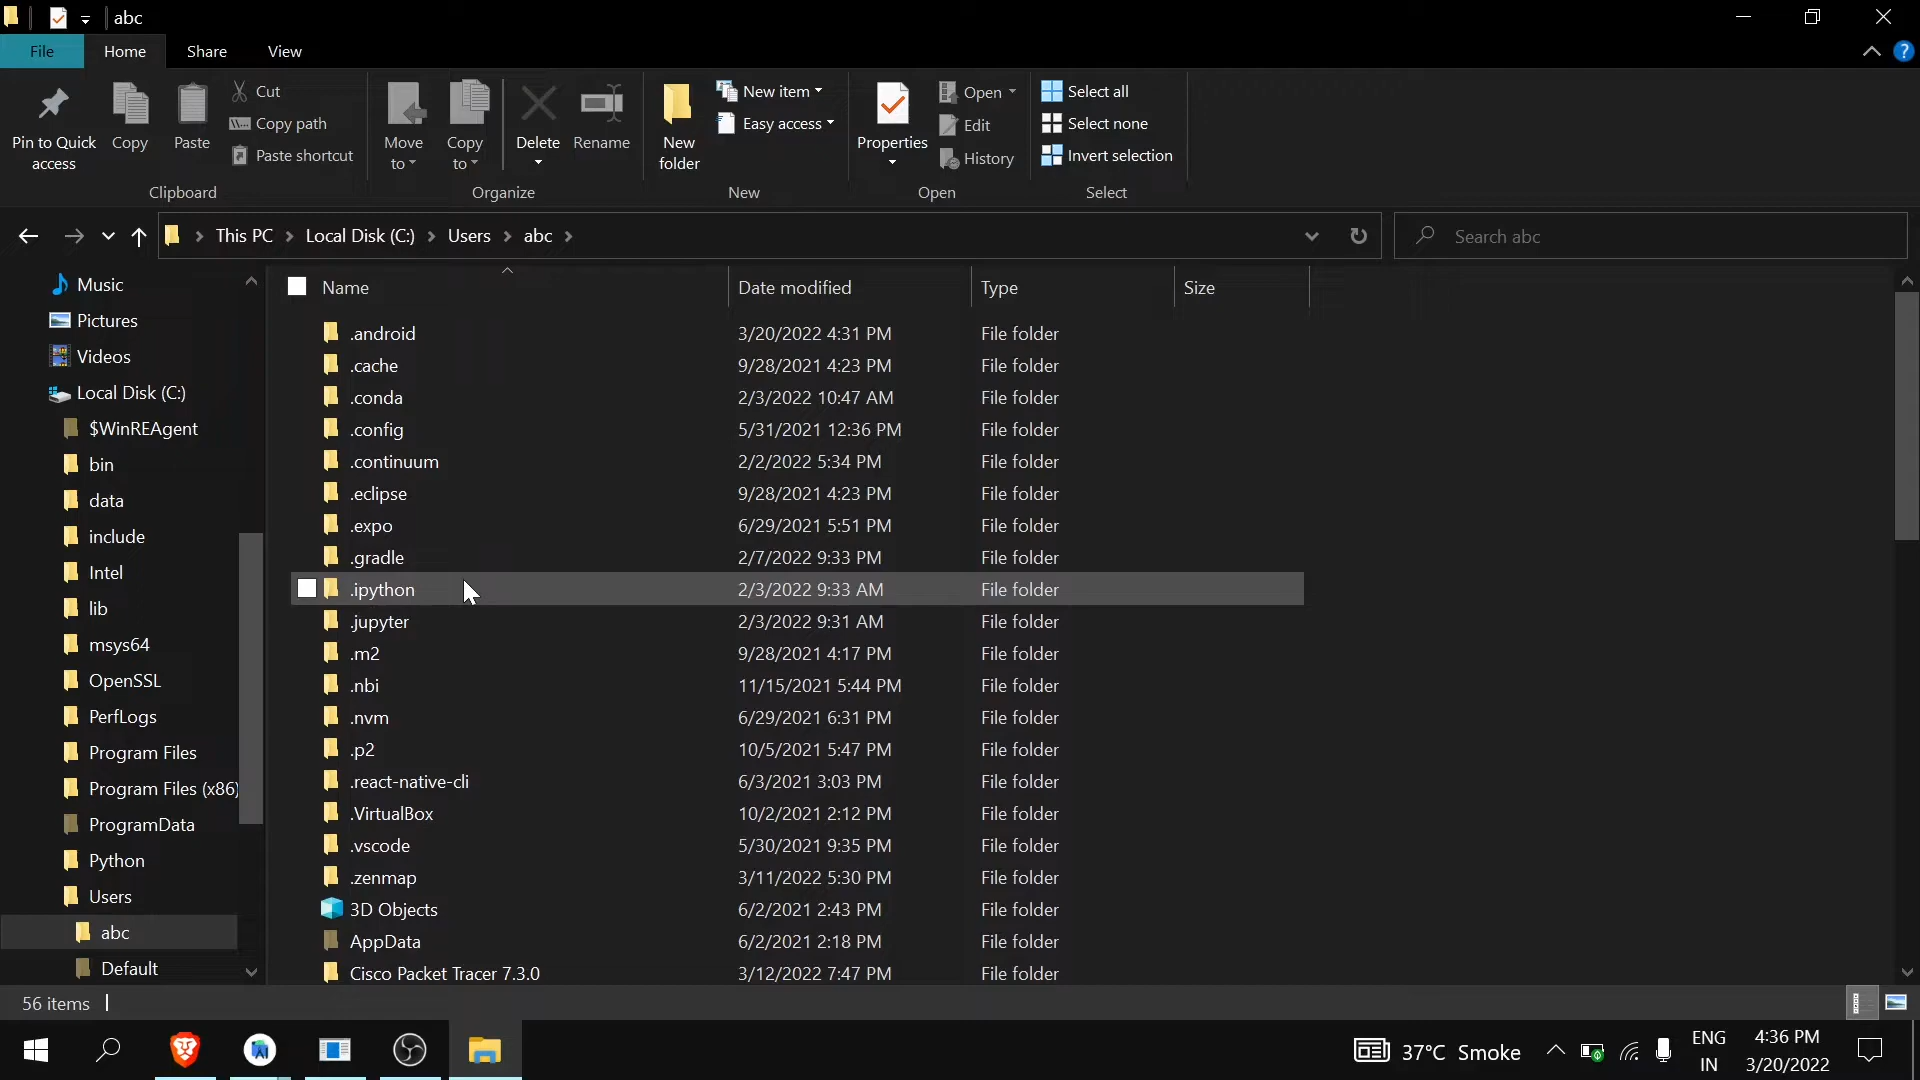 abc
File Home Share View
Pin to Quick access
Copy
Paste
Cut
Copy path
Paste shortcut
Clipboard
Move to
Copy to
Delete
Rename
Organize
New folder
New item
Easy access
New
Properties
Open
Edit
History
Open
Select all
Select none
Invert selection
Select
This PC > Local Disk (C:) > Users > abc >
Search abc
Music
Pictures
Videos
Local Disk (C:)
$WinREAgent
bin
data
include
Intel
lib
msys64
OpenSSL
PerfLogs
Program Files
Program Files (x86)
ProgramData
Python
Users
abc
Default
Name Date modified Type Size
.android 3/20/2022 4:31 PM File folder
.cache 9/28/2021 4:23 PM File folder
.conda 2/3/2022 10:47 AM File folder
.config 5/31/2021 12:36 PM File folder
.continuum 2/2/2022 5:34 PM File folder
.eclipse 9/28/2021 4:23 PM File folder
.expo 6/29/2021 5:51 PM File folder
.gradle 2/7/2022 9:33 PM File folder
.ipython 2/3/2022 9:33 AM File folder
.jupyter 2/3/2022 9:31 AM File folder
.m2 9/28/2021 4:17 PM File folder
.nbi 11/15/2021 5:44 PM File folder
.nvm 6/29/2021 6:31 PM File folder
.p2 10/5/2021 5:47 PM File folder
.react-native-cli 6/3/2021 3:03 PM File folder
.VirtualBox 10/2/2021 2:12 PM File folder
.vscode 5/30/2021 9:35 PM File folder
.zenmap 3/11/2022 5:30 PM File folder
3D Objects 6/2/2021 2:43 PM File folder
AppData 6/2/2021 2:18 PM File folder
Cisco Packet Tracer 7.3.0 3/12/2022 7:47 PM File folder
56 items
37°C Smoke
ENG
IN
4:36 PM
3/20/2022